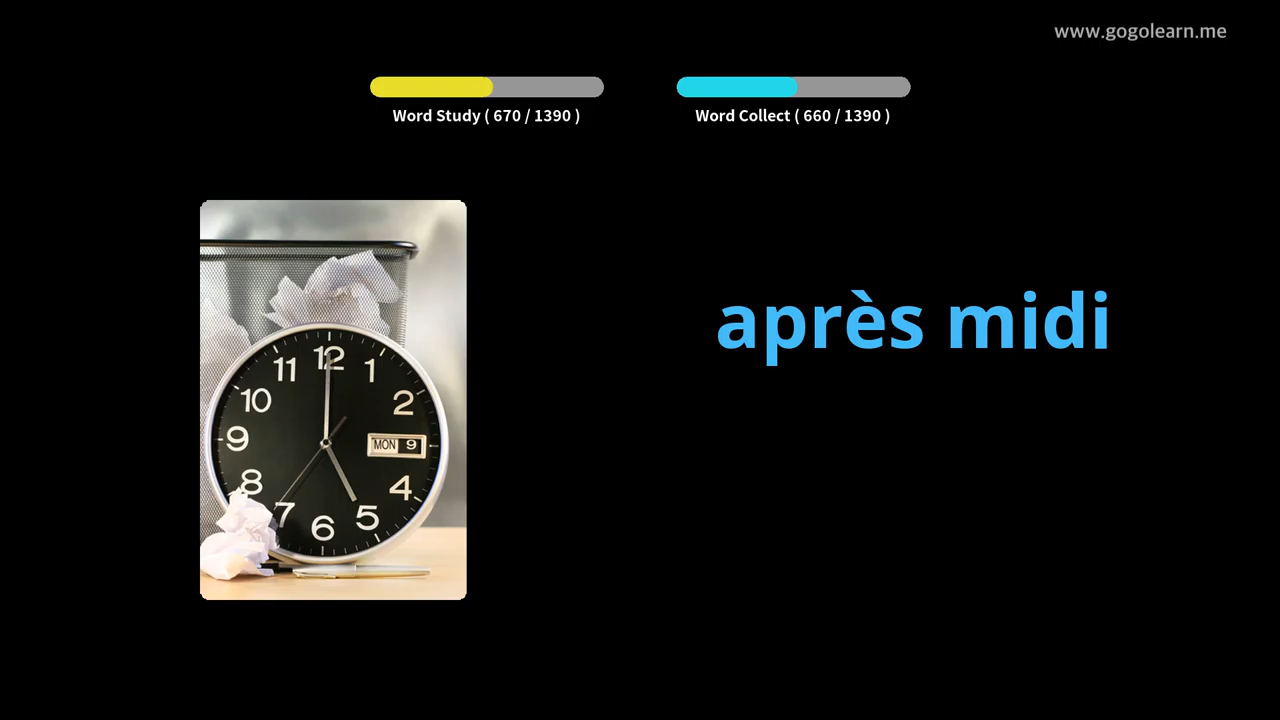 www.gogolearn.me
Word Study ( 670 / 1390 )
Word Collect ( 660 / 1390 )
après midi
12
11
1
10
2
9
MON 9
8
4
7
5
6